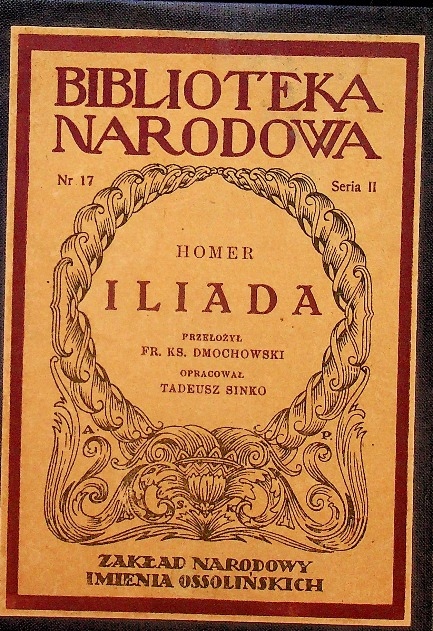 BIBLIOTEKA
NARODOWA
Nr 17 Seria II
HOMER
ILIADA
PRZEŁOŻYŁ
FR. KS. DMOCHOWSKI
OPRACOWAŁ
TADEUSZ SINKO
A. P.
S. K.
ZAKŁAD NARODOWY
IMIENIA OSSOLIŃSKICH